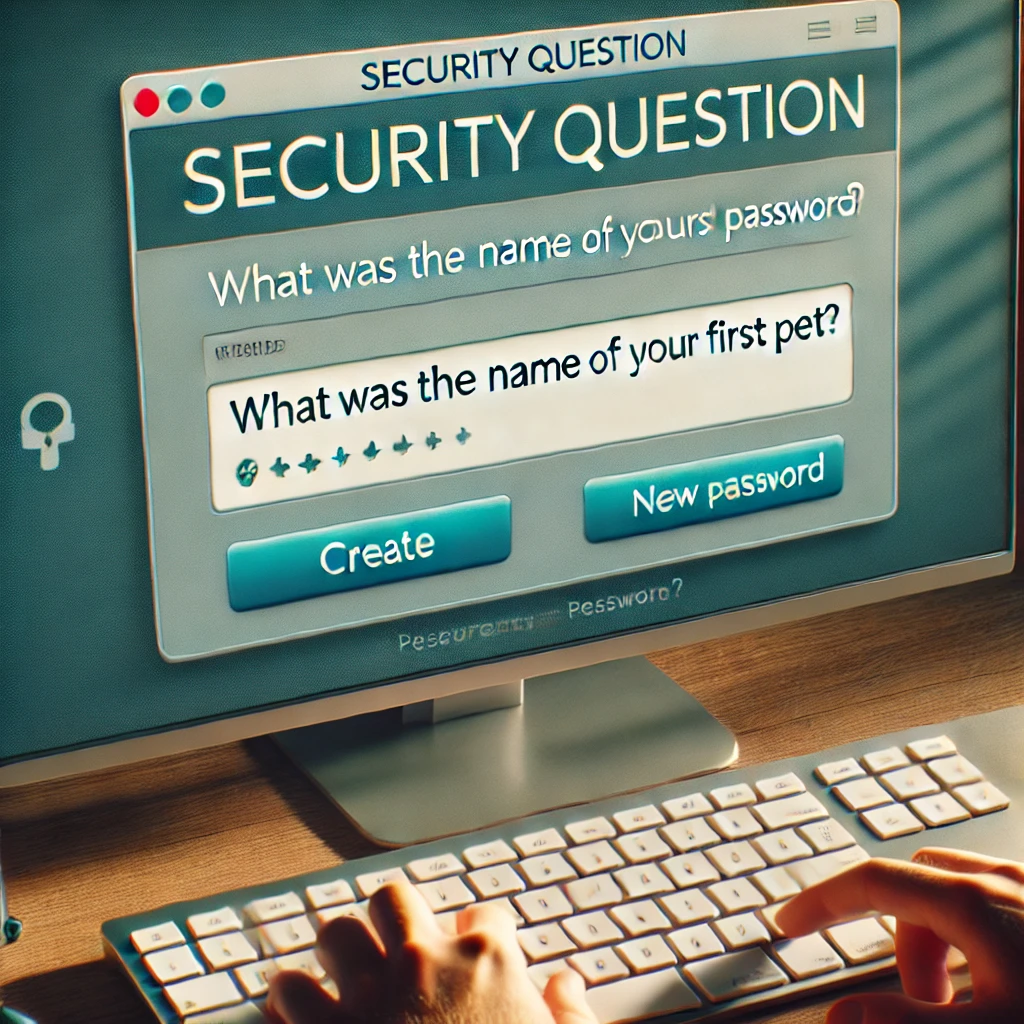 SECURITY QUESTION
SECURITY QUESTION
What was the name of yours' password?
What was the name of your first pet?
Create
New password
Pessword?